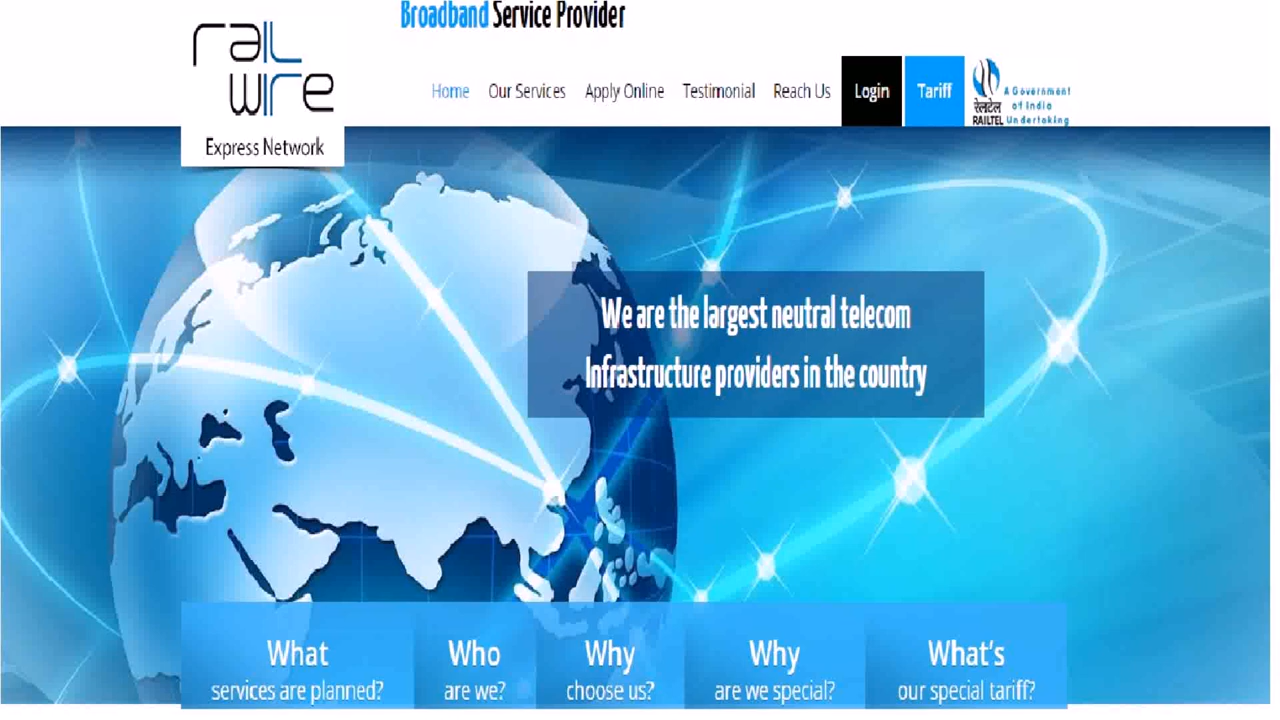 Broadband Service Provider
rail
wire
Express Network
Home Our Services Apply Online Testimonial Reach Us Login Tariff
रेलटेल
RAILTEL
A Government
of India
Undertaking
We are the largest neutral telecom
Infrastructure providers in the country
What
services are planned?
Who
are we?
Why
choose us?
Why
are we special?
What's
our special tariff?